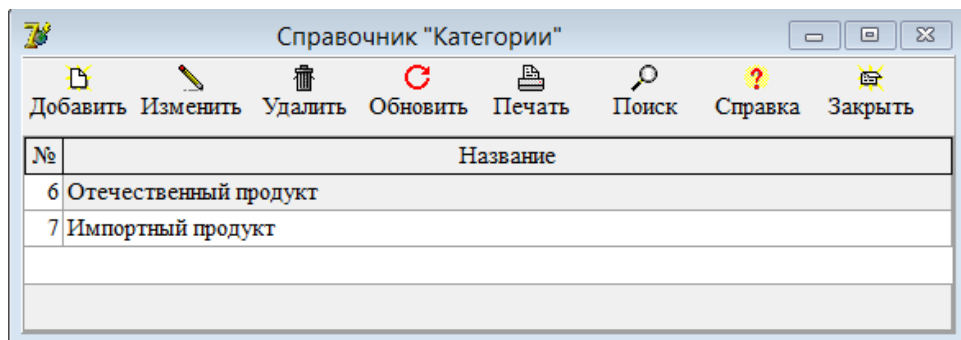 Справочник "Категории"
Добавить Изменить Удалить Обновить Печать Поиск Справка Закрыть
№ Название
6 Отечественный продукт
7 Импортный продукт